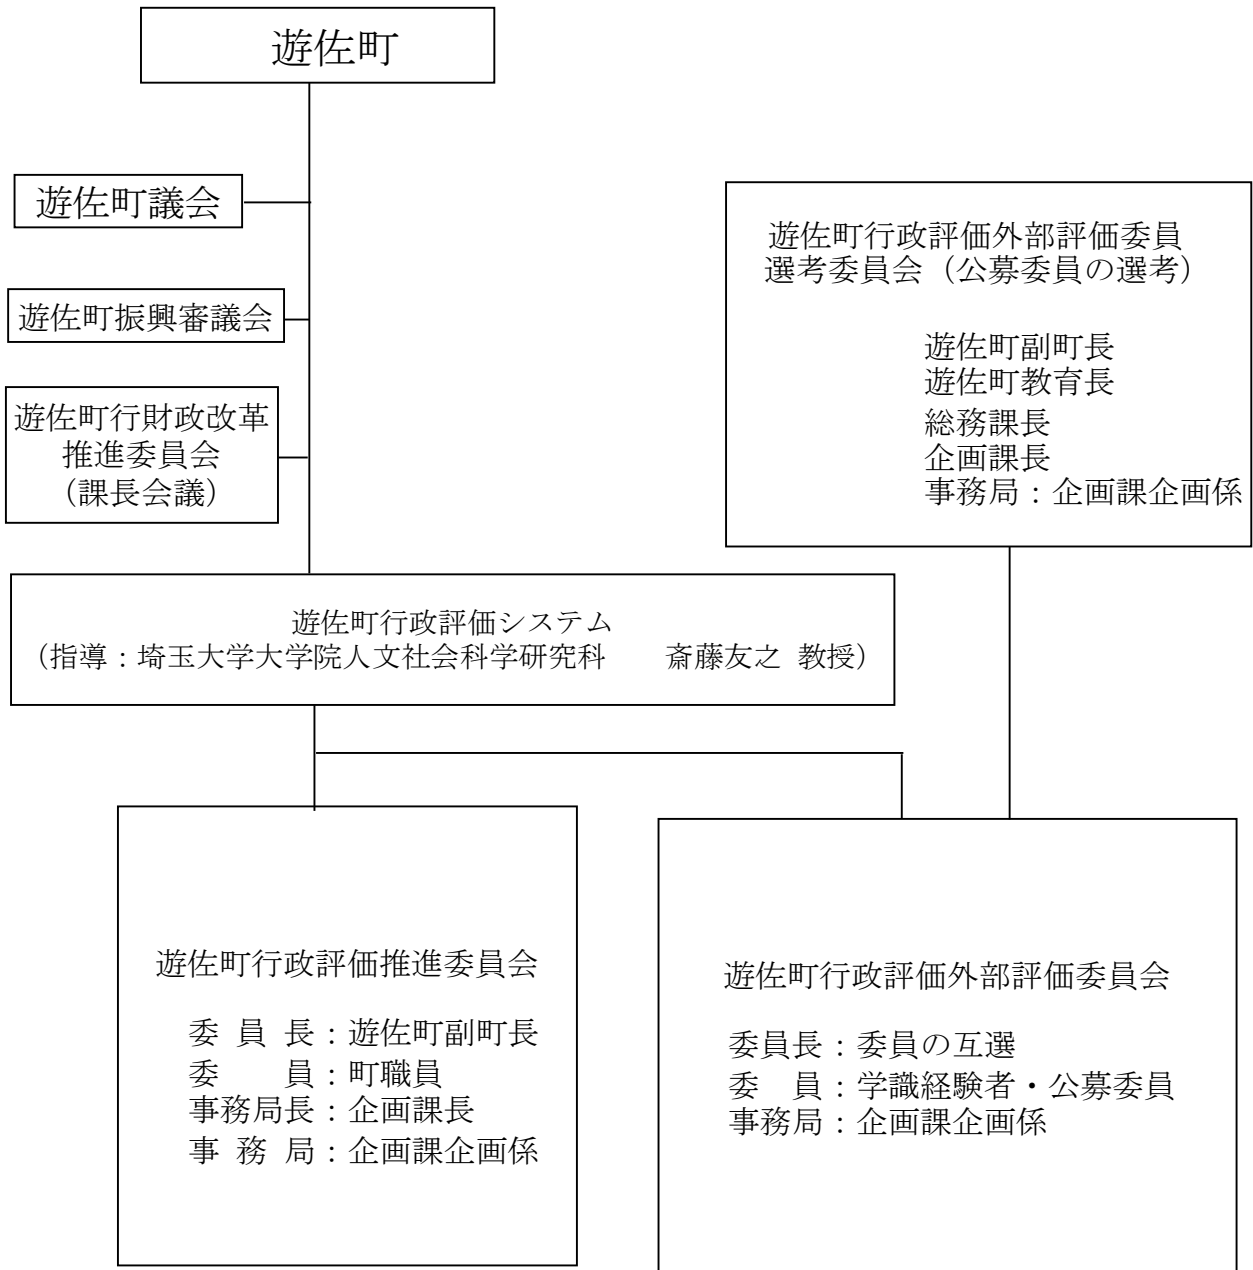 遊佐町
遊佐町議会
遊佐町振興審議会
遊佐町行財政改革
推進委員会
(課長会議)
遊佐町行政評価外部評価委員
選考委員会（公募委員の選考）
遊佐町副町長
遊佐町教育長
総務課長
企画課長
事務局：企画課企画係
遊佐町行政評価システム
（指導：埼玉大学大学院人文社会科学研究科　　斎藤友之 教授）
遊佐町行政評価推進委員会
委 員 長：遊佐町副町長
委　　員：町職員
事務局長：企画課長
事 務 局：企画課企画係
遊佐町行政評価外部評価委員会
委員長：委員の互選
委　員：学識経験者・公募委員
事務局：企画課企画係